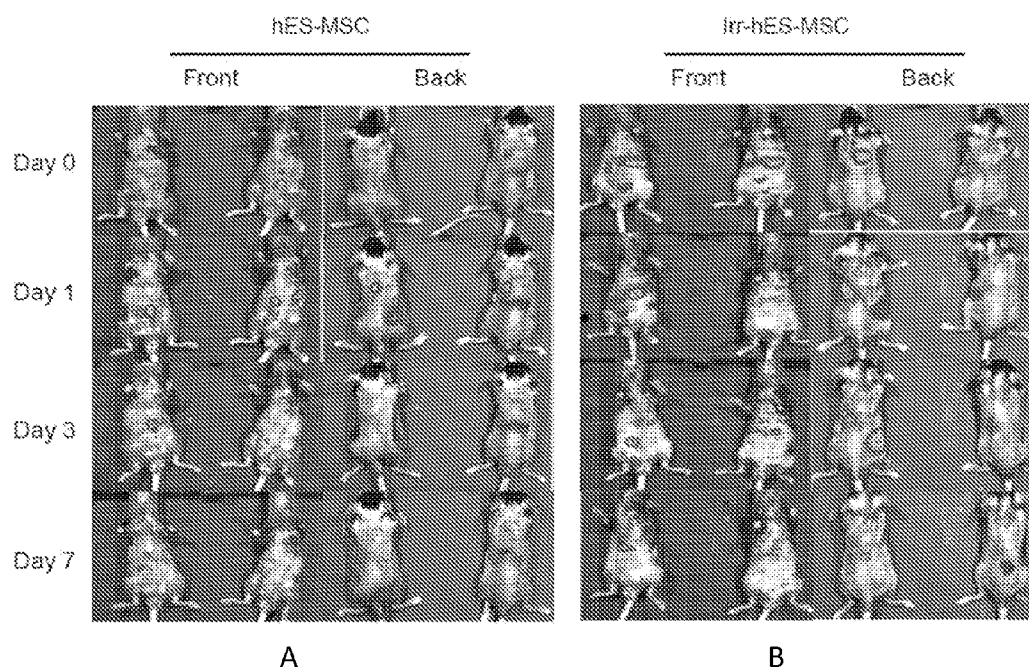 hES-MSC Irr-hES-MSC
Front Back Front Back
Day 0
Day 1
Day 3
Day 7
A B